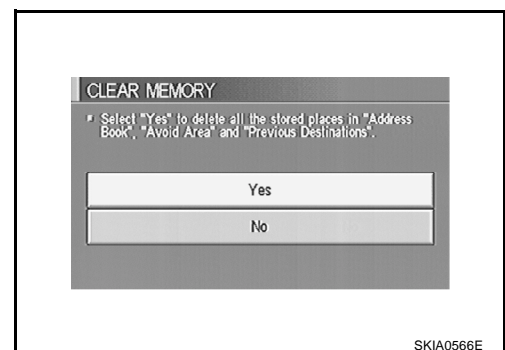 CLEAR MEMORY
▪ Select "Yes" to delete all the stored places in "Address
Book", "Avoid Area" and "Previous Destinations".
Yes
No
SKIA0566E